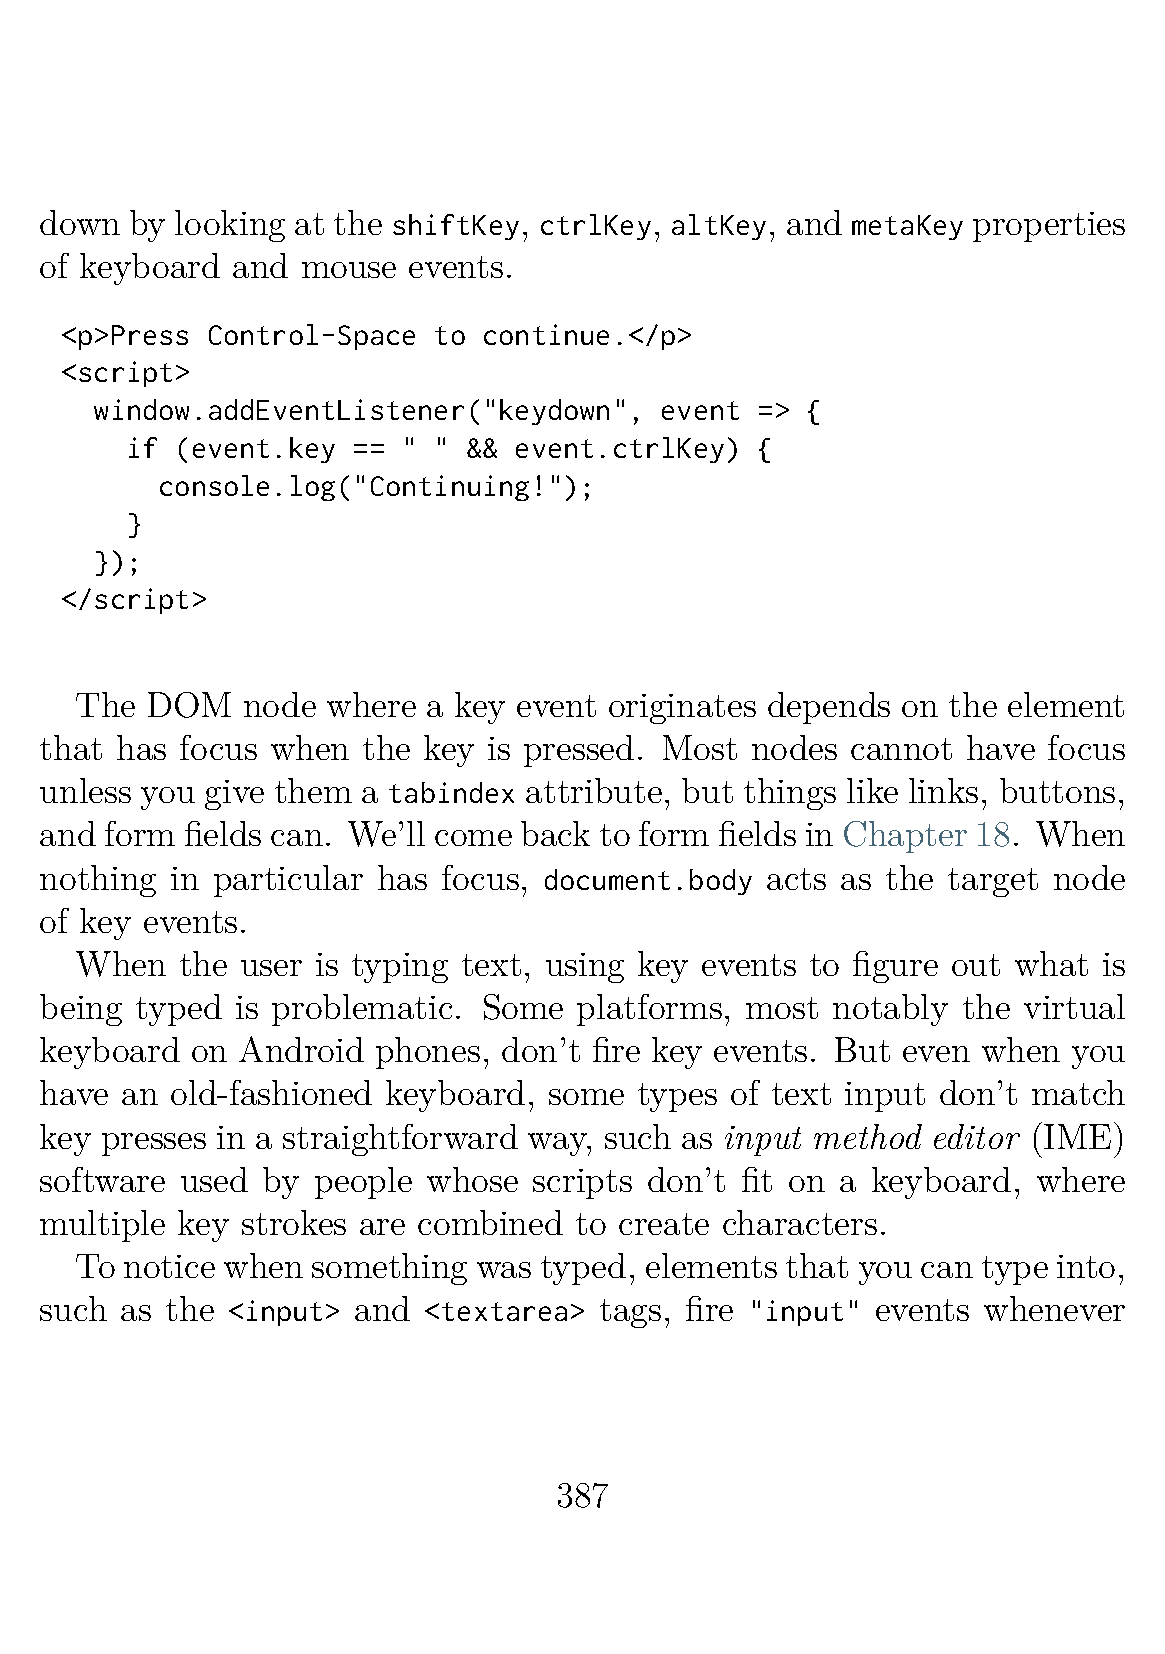 down by looking at the shiftKey, ctrlKey, altKey, and metaKey properties
of keyboard and mouse events.
<p>Press Control-Space to continue.</p>
<script>
  window.addEventListener("keydown", event => {
    if (event.key == " " && event.ctrlKey) {
      console.log("Continuing!");
    }
  });
</script>
The DOM node where a key event originates depends on the element
that has focus when the key is pressed. Most nodes cannot have focus
unless you give them a tabindex attribute, but things like links, buttons,
and form fields can. We'll come back to form fields in Chapter 18. When
nothing in particular has focus, document.body acts as the target node
of key events.
When the user is typing text, using key events to figure out what is
being typed is problematic. Some platforms, most notably the virtual
keyboard on Android phones, don't fire key events. But even when you
have an old-fashioned keyboard, some types of text input don't match
key presses in a straightforward way, such as input method editor (IME)
software used by people whose scripts don't fit on a keyboard, where
multiple key strokes are combined to create characters.
To notice when something was typed, elements that you can type into,
such as the <input> and <textarea> tags, fire "input" events whenever
387